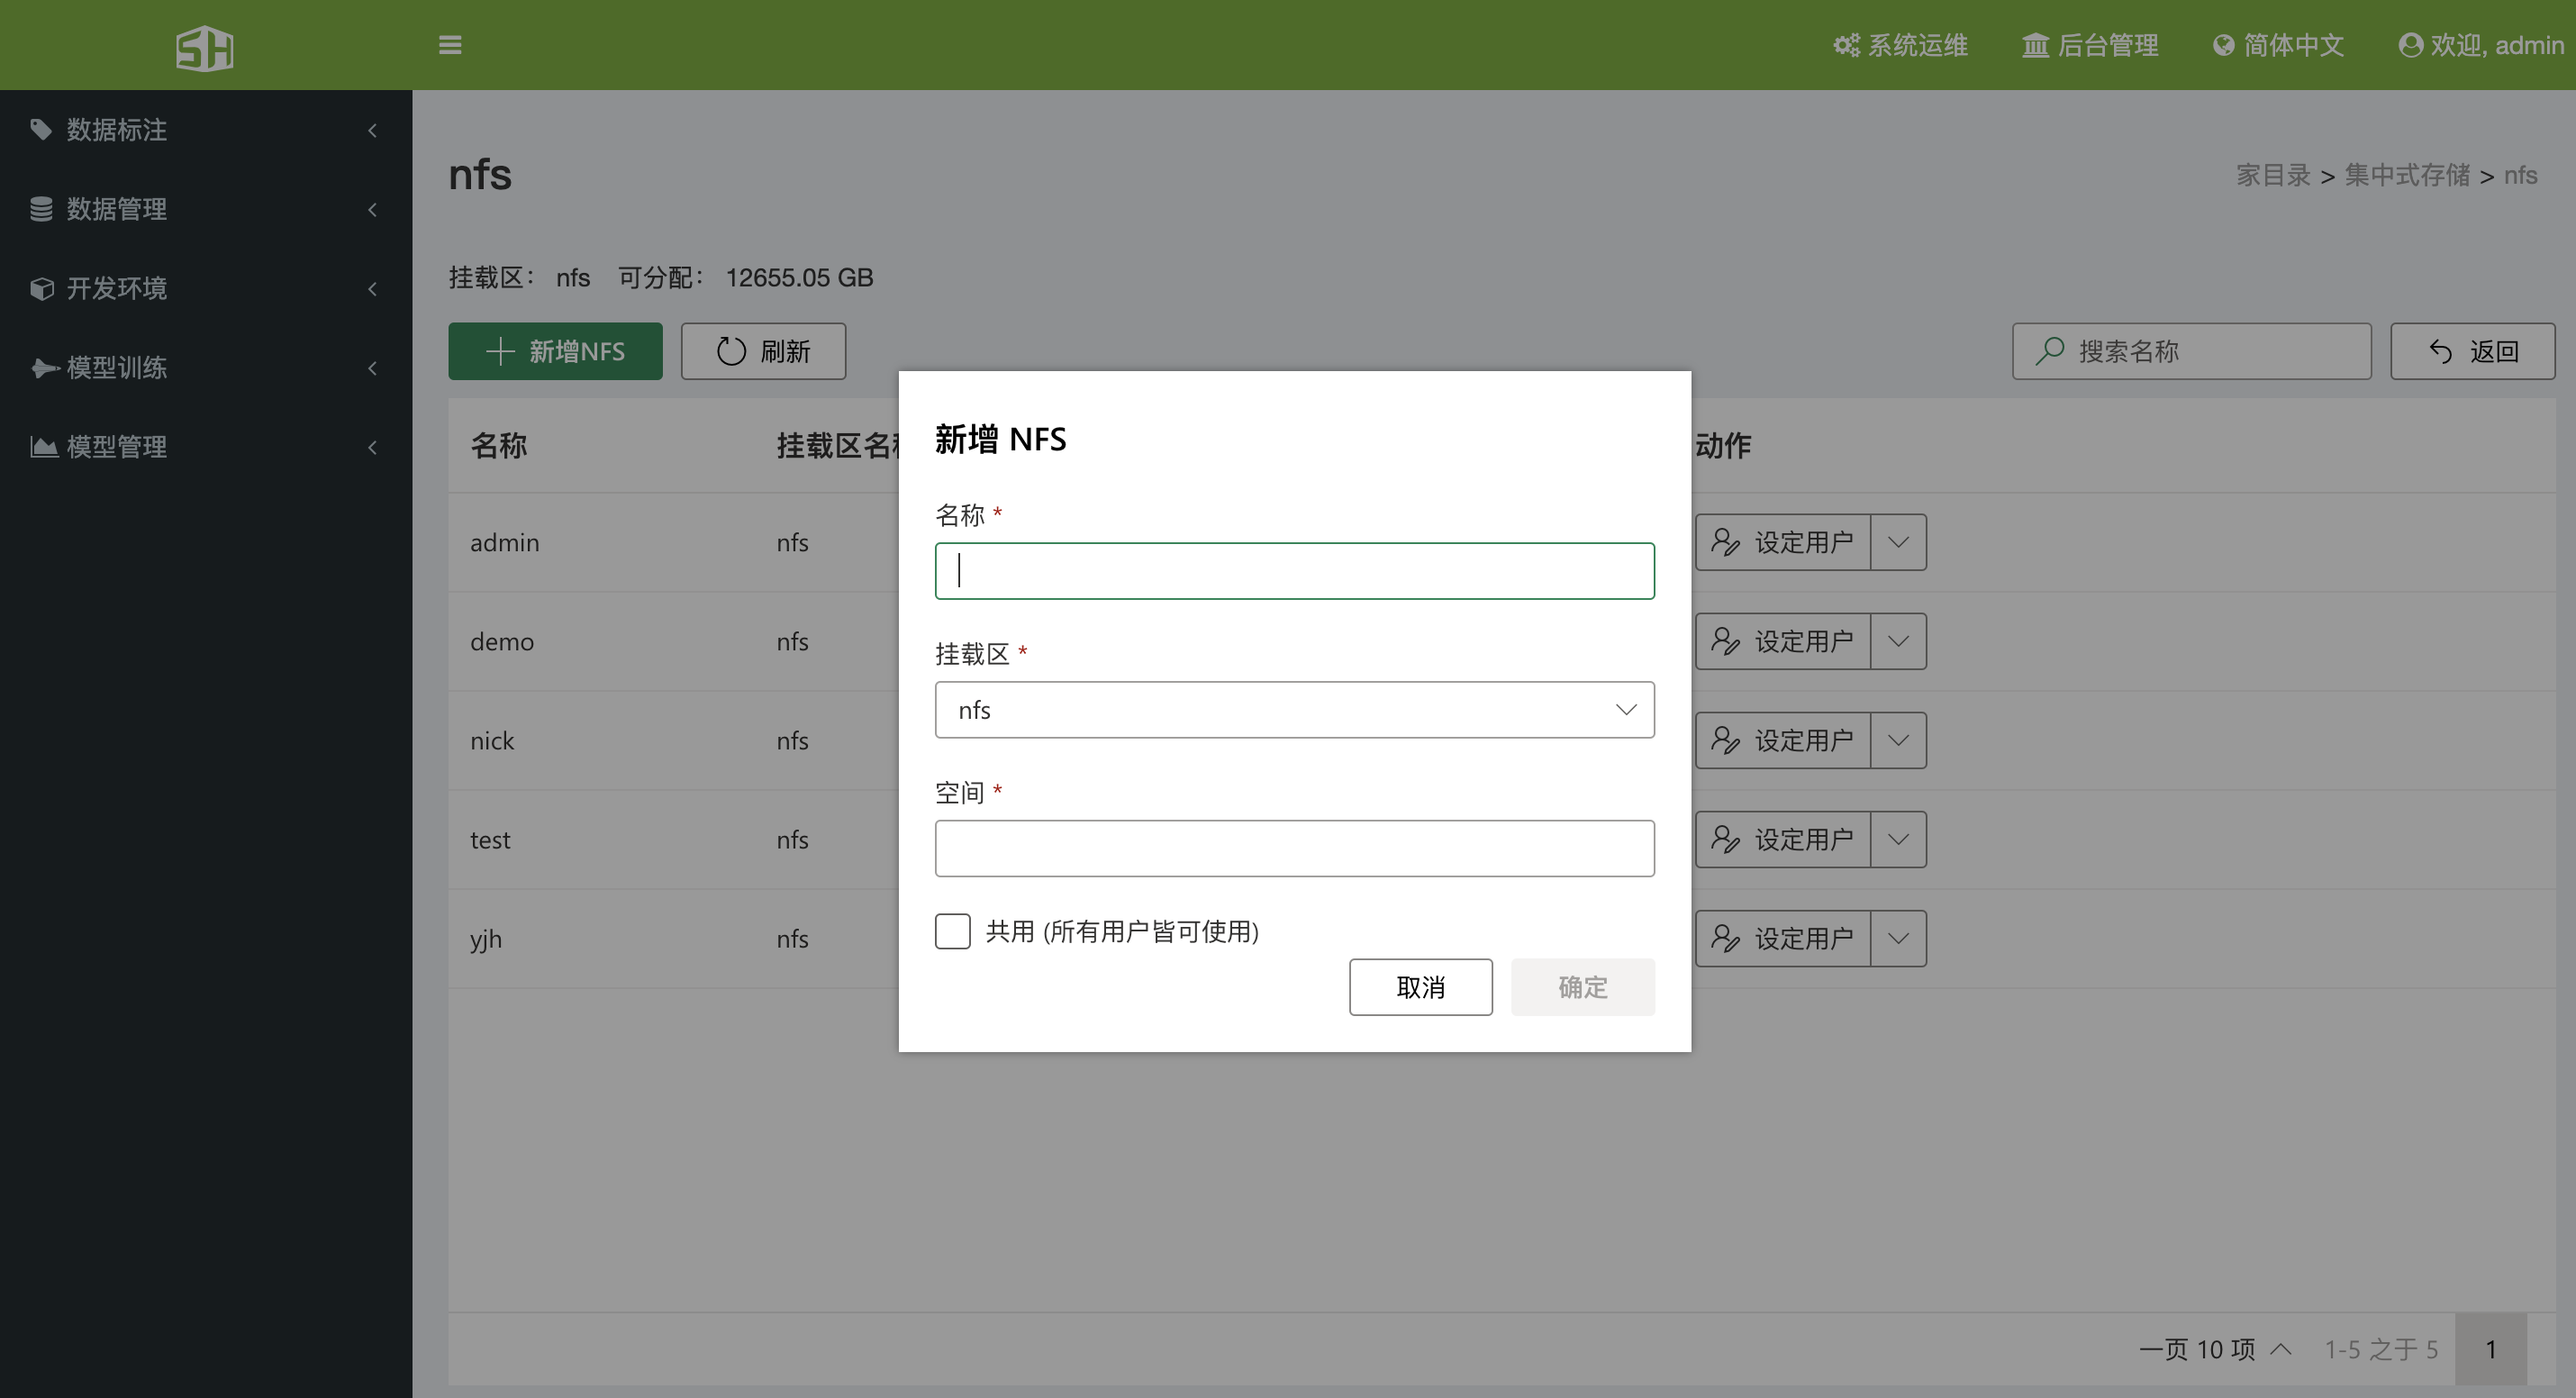 SH
系统运维
后台管理
简体中文
欢迎, admin
数据标注
数据管理
开发环境
模型训练
模型管理
nfs
家目录 > 集中式存储 > nfs
挂载区： nfs 可分配： 12655.05 GB
新增NFS
刷新
搜索名称
返回
名称 挂载区名 动作
admin nfs 设定用户
demo nfs 设定用户
nick nfs 设定用户
test nfs 设定用户
yjh nfs 设定用户
新增 NFS
名称 *
挂载区 *
nfs
空间 *
共用 (所有用户皆可使用)
取消
确定
一页 10 项 1-5 之于 5 1